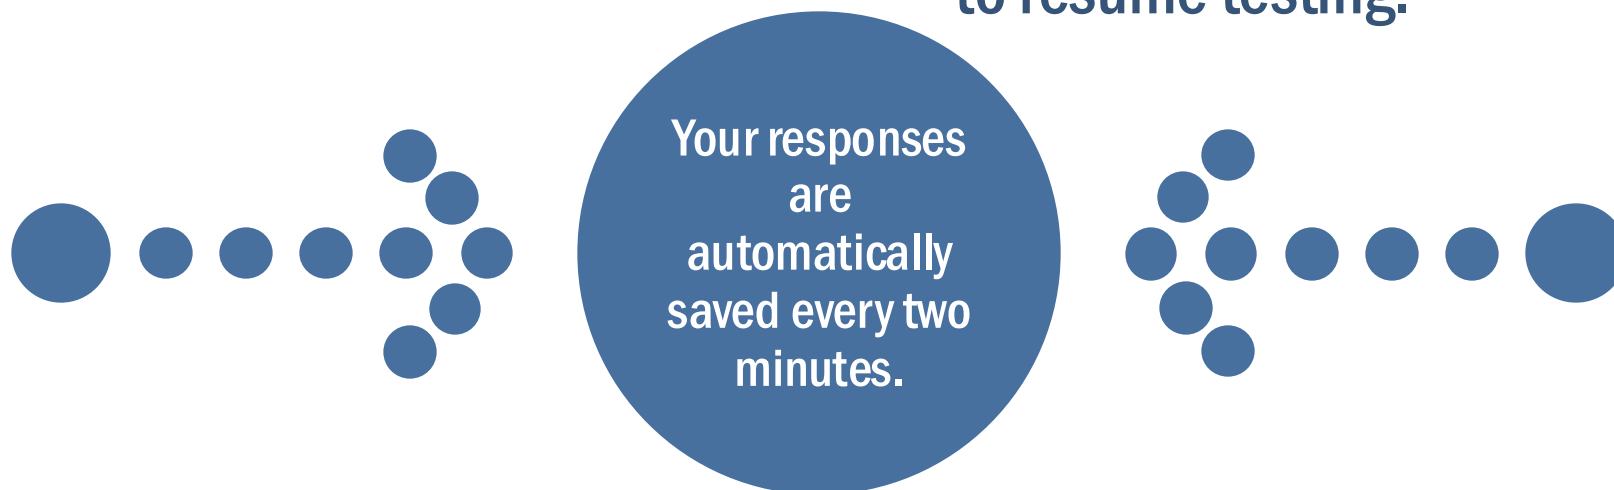 to resume testing.
Your responses
are
automatically
saved every two
minutes.